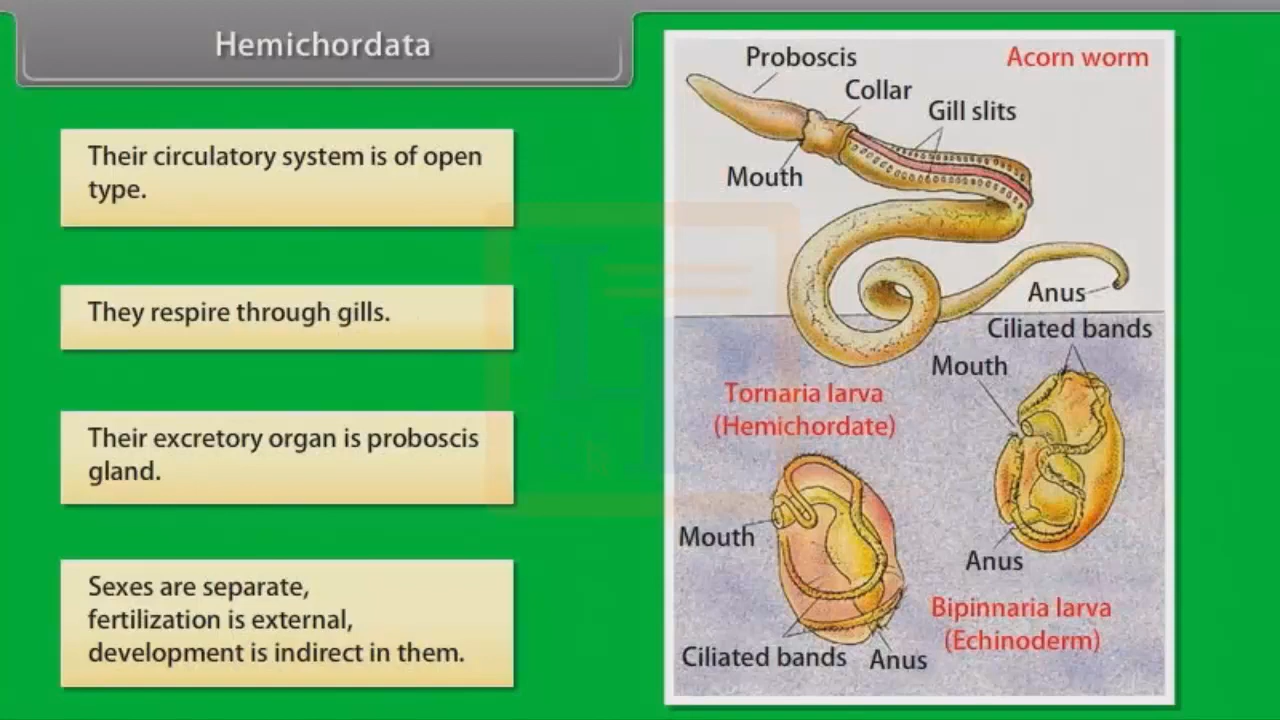 Hemichordata
Their circulatory system is of open
type.
They respire through gills.
Their excretory organ is proboscis
gland.
Sexes are separate,
fertilization is external,
development is indirect in them.
Proboscis
Acorn worm
Collar
Gill slits
Mouth
Anus
Ciliated bands
Mouth
Tornaria larva
(Hemichordate)
Mouth
Anus
Bipinnaria larva
(Echinoderm)
Ciliated bands
Anus